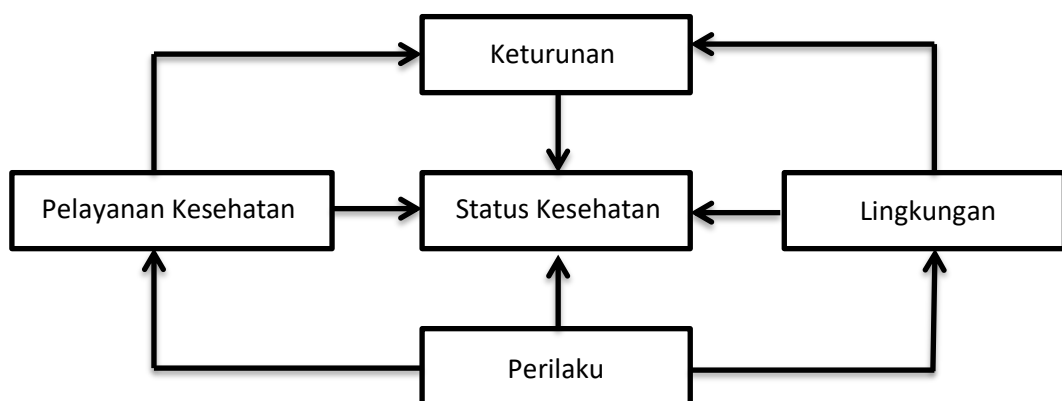 Keturunan
Pelayanan Kesehatan
Status Kesehatan
Lingkungan
Perilaku